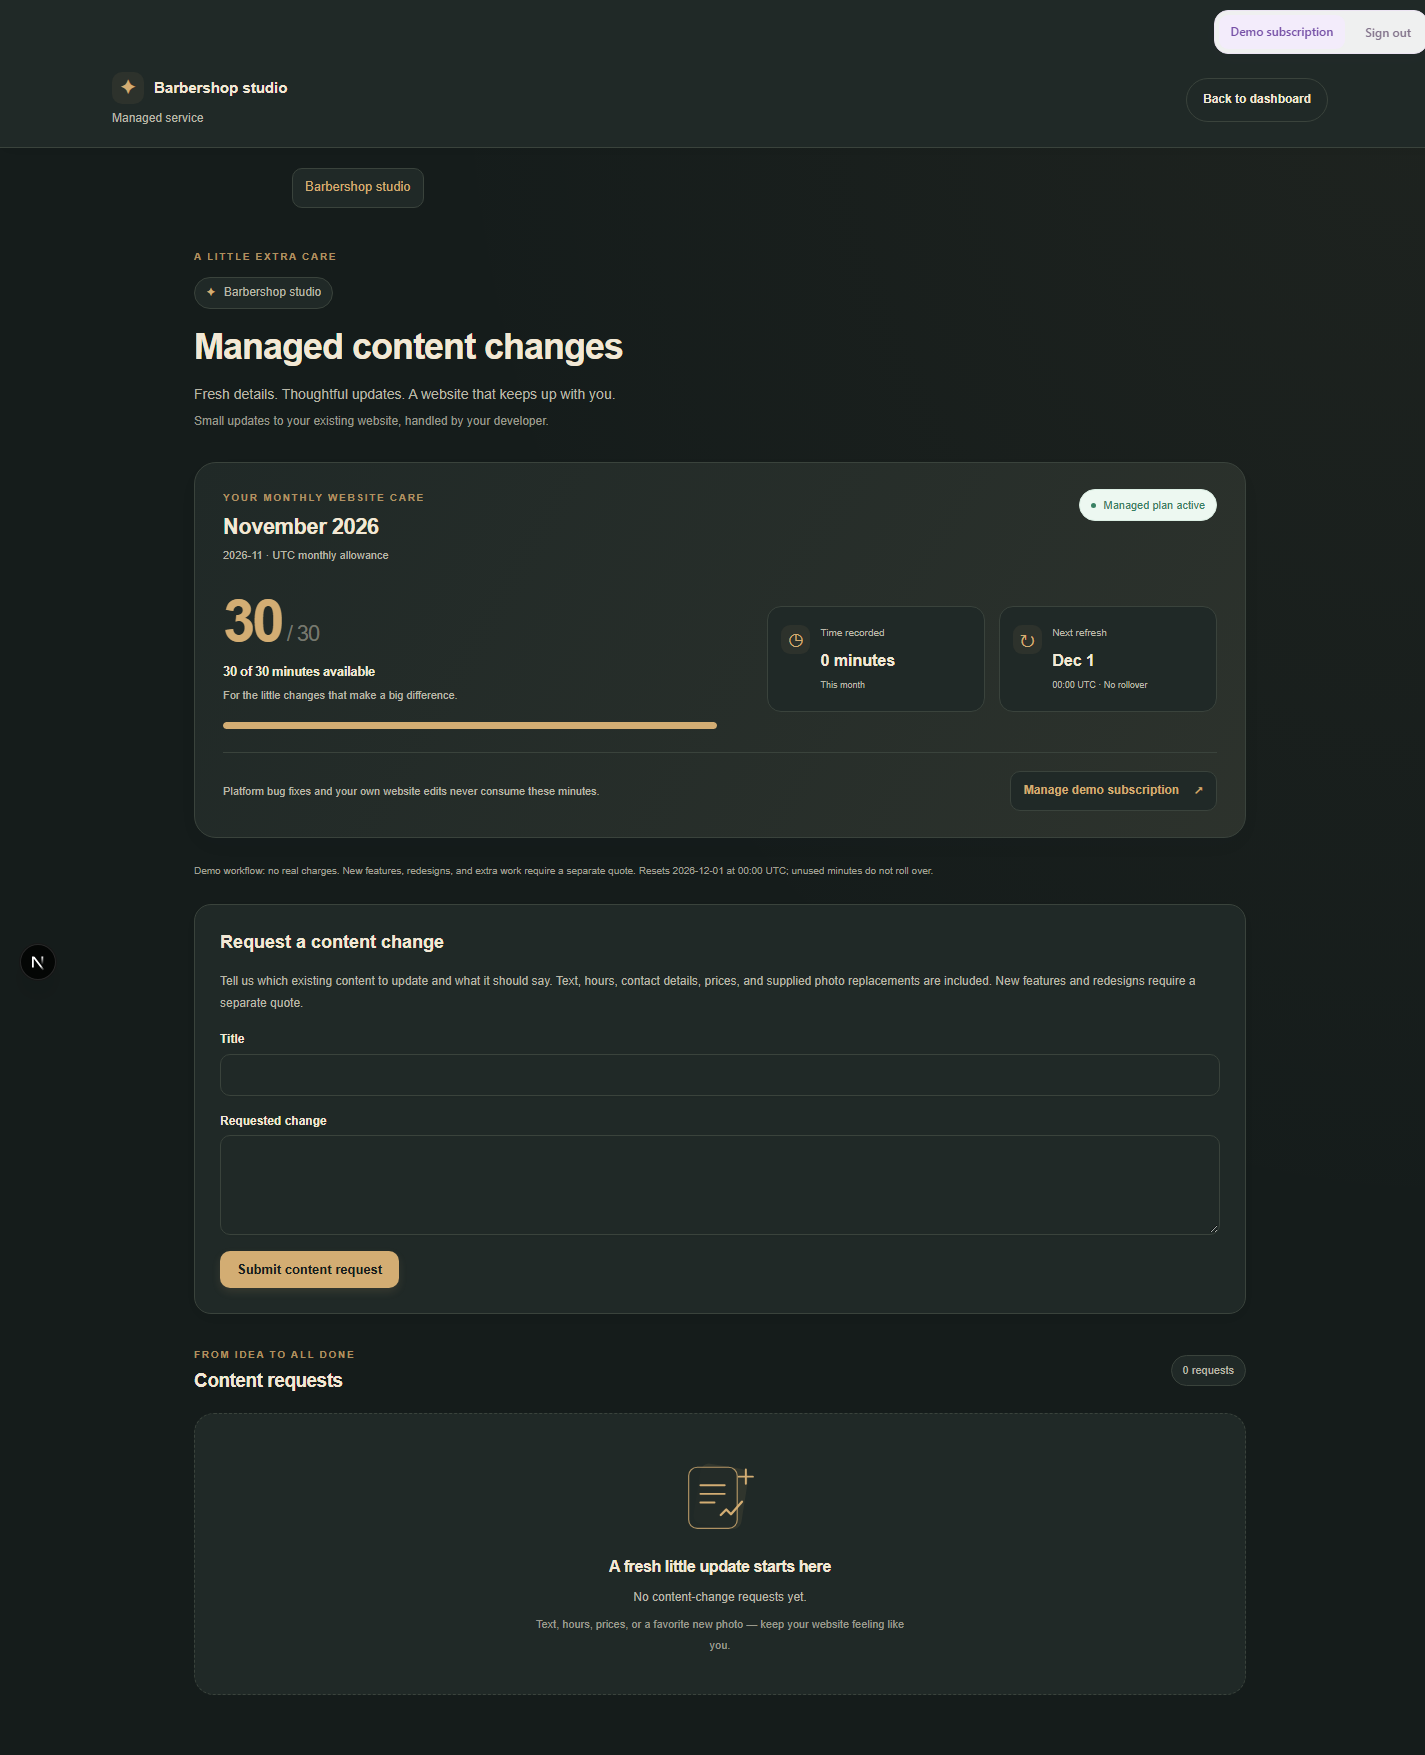 Demo subscription
Sign out
Barbershop studio
Managed service
Back to dashboard
Barbershop studio
A LITTLE EXTRA CARE
Barbershop studio
Managed content changes
Fresh details. Thoughtful updates. A website that keeps up with you.
Small updates to your existing website, handled by your developer.
YOUR MONTHLY WEBSITE CARE
Managed plan active
November 2026
2026-11 · UTC monthly allowance
30 / 30
30 of 30 minutes available
For the little changes that make a big difference.
Time recorded
0 minutes
This month
Next refresh
Dec 1
00:00 UTC · No rollover
Platform bug fixes and your own website edits never consume these minutes.
Manage demo subscription ↗
Demo workflow: no real charges. New features, redesigns, and extra work require a separate quote. Resets 2026-12-01 at 00:00 UTC; unused minutes do not roll over.
Request a content change
Tell us which existing content to update and what it should say. Text, hours, contact details, prices, and supplied photo replacements are included. New features and redesigns require a
separate quote.
Title
Requested change
Submit content request
FROM IDEA TO ALL DONE
Content requests
0 requests
A fresh little update starts here
No content-change requests yet.
Text, hours, prices, or a favorite new photo — keep your website feeling like
you.
N